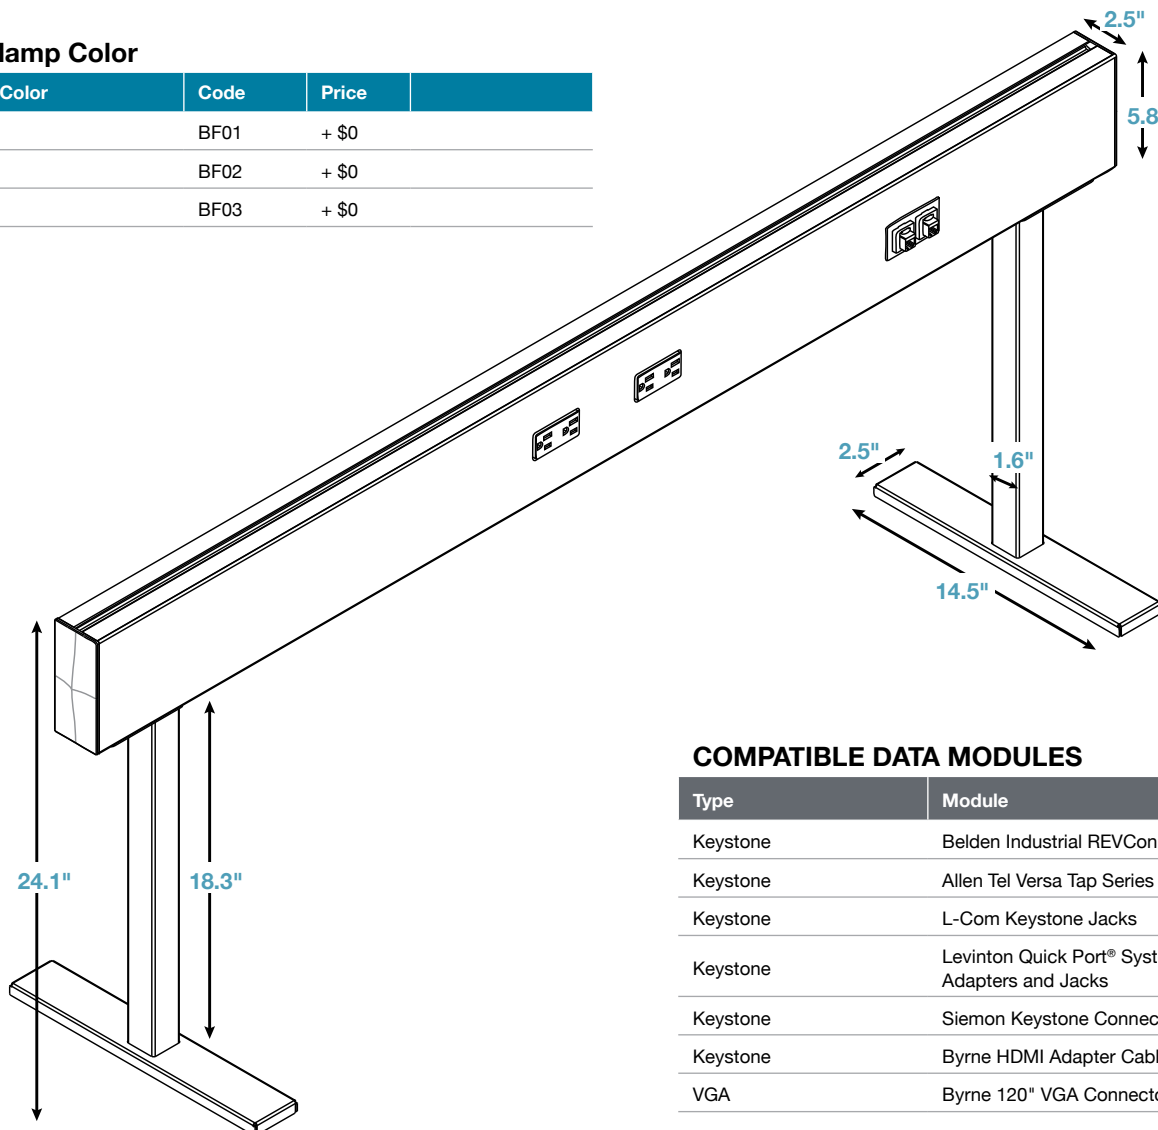 lamp Color
Color Code Price
BF01 + $0
BF02 + $0
BF03 + $0
2.5"
5.8
2.5"
1.6"
14.5"
24.1"
18.3"
COMPATIBLE DATA MODULES
Type Module
Keystone Belden Industrial REVCon
Keystone Allen Tel Versa Tap Series
Keystone L-Com Keystone Jacks
Keystone Levinton Quick Port® Syst
Adapters and Jacks
Keystone Siemon Keystone Connec
Keystone Byrne HDMI Adapter Cabl
VGA Byrne 120" VGA Connecto